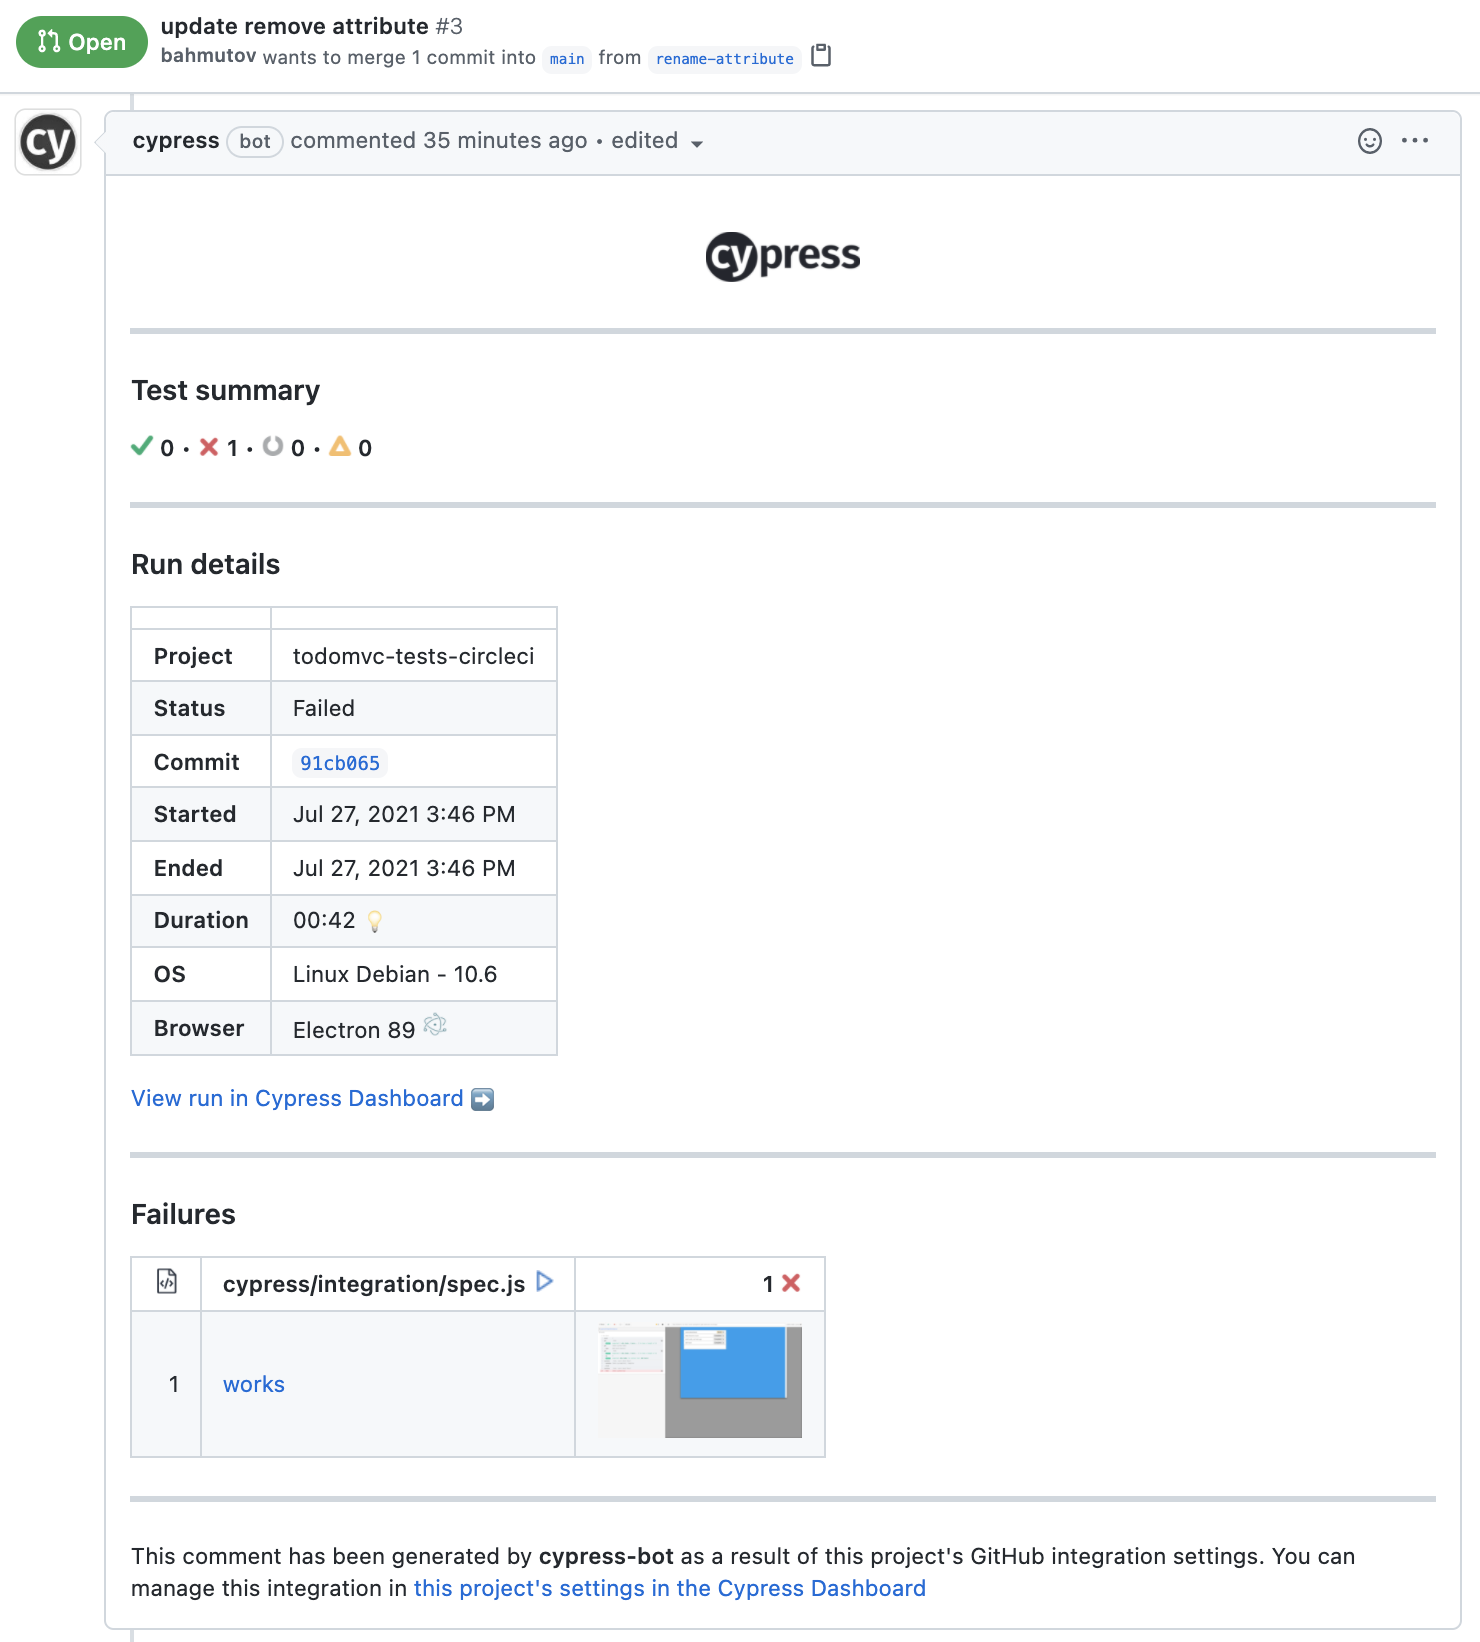 Open
update remove attribute #3
bahmutov wants to merge 1 commit into main from rename-attribute
cy
cypress bot commented 35 minutes ago • edited
cypress
Test summary
0 • 1 • 0 • 0
Run details
Project todomvc-tests-circleci
Status Failed
Commit 91cb065
Started Jul 27, 2021 3:46 PM
Ended Jul 27, 2021 3:46 PM
Duration 00:42
OS Linux Debian - 10.6
Browser Electron 89
View run in Cypress Dashboard
Failures
cypress/integration/spec.js 1
1 works
This comment has been generated by cypress-bot as a result of this project's GitHub integration settings. You can
manage this integration in this project's settings in the Cypress Dashboard